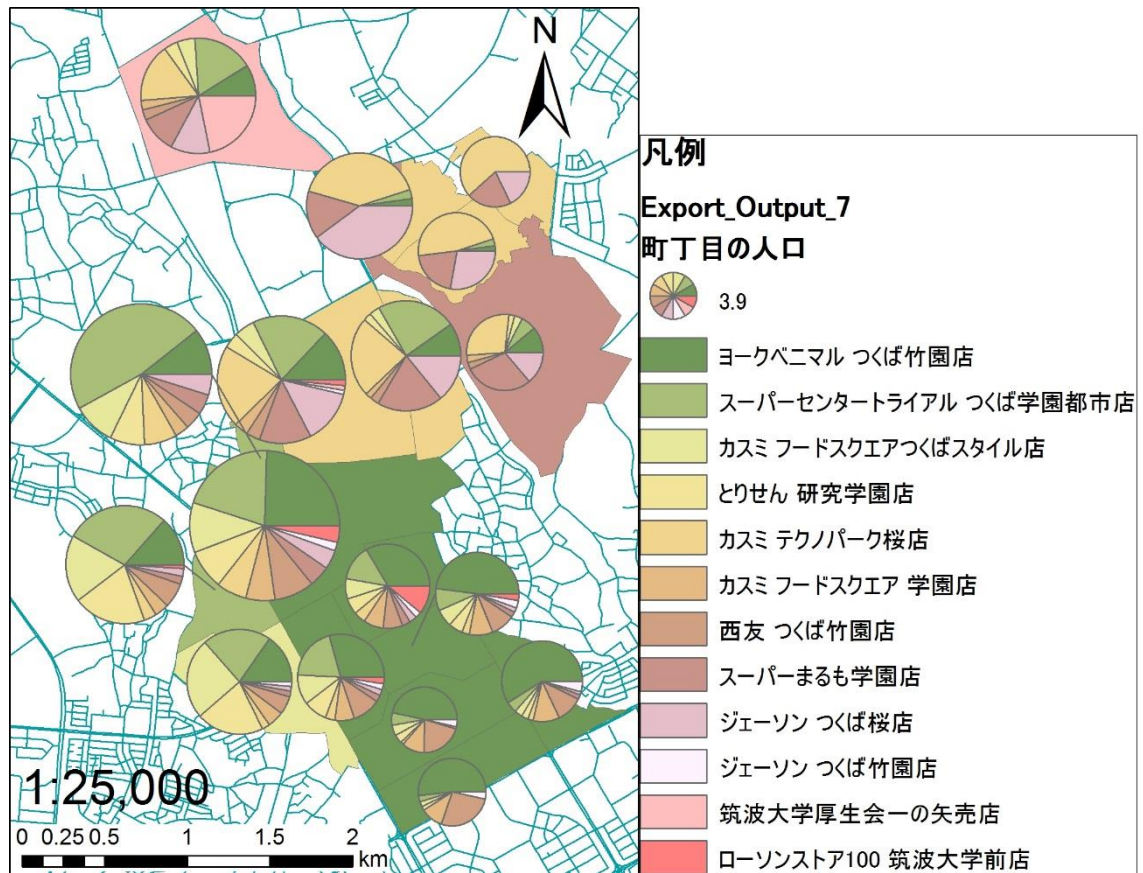 N
凡例
Export_Output_7
町丁目の人口
3.9
ヨークベニマル つくば竹園店
スーパーセンタートライアル つくば学園都市店
カスミ フードスクエアつくばスタイル店
とりせん 研究学園店
カスミ テクノパーク桜店
カスミ フードスクエア 学園店
西友 つくば竹園店
スーパーまるも学園店
ジェーソン つくば桜店
ジェーソン つくば竹園店
筑波大学厚生会一の矢売店
ローソンストア100 筑波大学前店
1:25,000
0 0.25 0.5 1 1.5 2
km